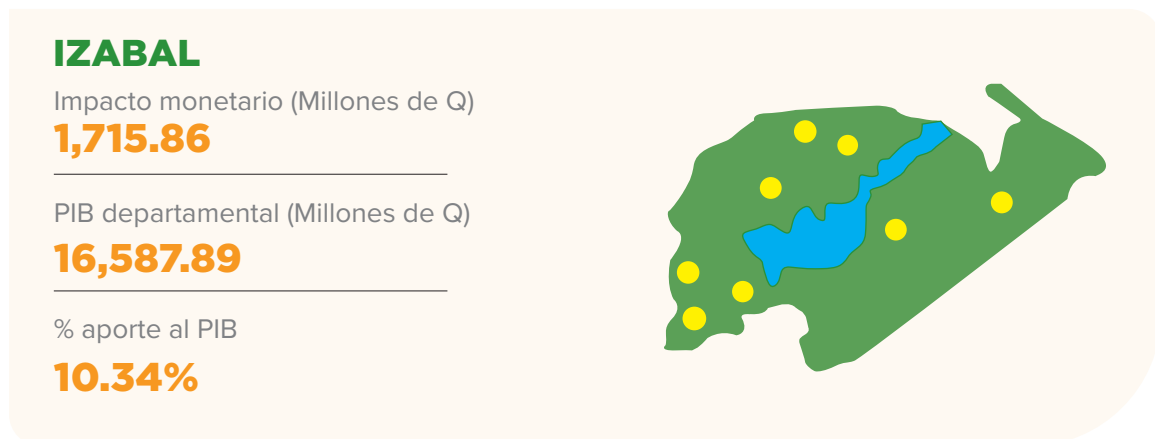 IZABAL
Impacto monetario (Millones de Q)
1,715.86
PIB departamental (Millones de Q)
16,587.89
% aporte al PIB
10.34%